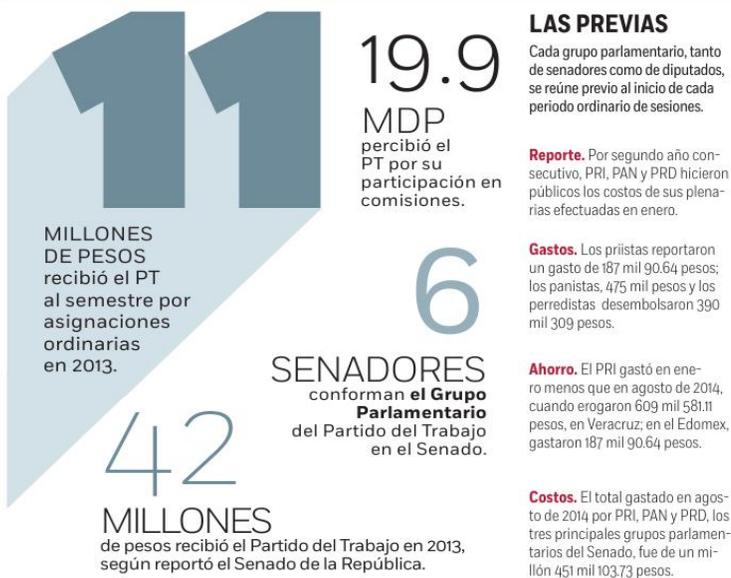 11
MILLONES
DE PESOS
recibió el PT
al semestre por
asignaciones
ordinarias
en 2013.
19.9
MDP
percibió el
PT por su
participación en
comisiones.
6
SENADORES
conforman el Grupo
Parlamentario
del Partido del Trabajo
en el Senado.
42
MILLONES
de pesos recibió el Partido del Trabajo en 2013,
según reportó el Senado de la República.
LAS PREVIAS
Cada grupo parlamentario, tanto
de senadores como de diputados,
se reúne previo al inicio de cada
periodo ordinario de sesiones.
Reporte. Por segundo año con-
secutivo, PRI, PAN y PRD hicieron
públicos los costos de sus plena-
rias efectuadas en enero.
Gastos. Los priistas reportaron
un gasto de 187 mil 90.64 pesos;
los panistas, 475 mil pesos y los
perredistas desembolsaron 390
mil 309 pesos.
Ahorro. El PRI gastó en ene-
ro menos que en agosto de 2014,
cuando erogaron 609 mil 581.11
pesos, en Veracruz; en el Edomex,
gastaron 187 mil 90.64 pesos.
Costos. El total gastado en agos-
to de 2014 por PRI, PAN y PRD, los
tres principales grupos parlamen-
tarios del Senado, fue de un mi-
llón 451 mil 103.73 pesos.